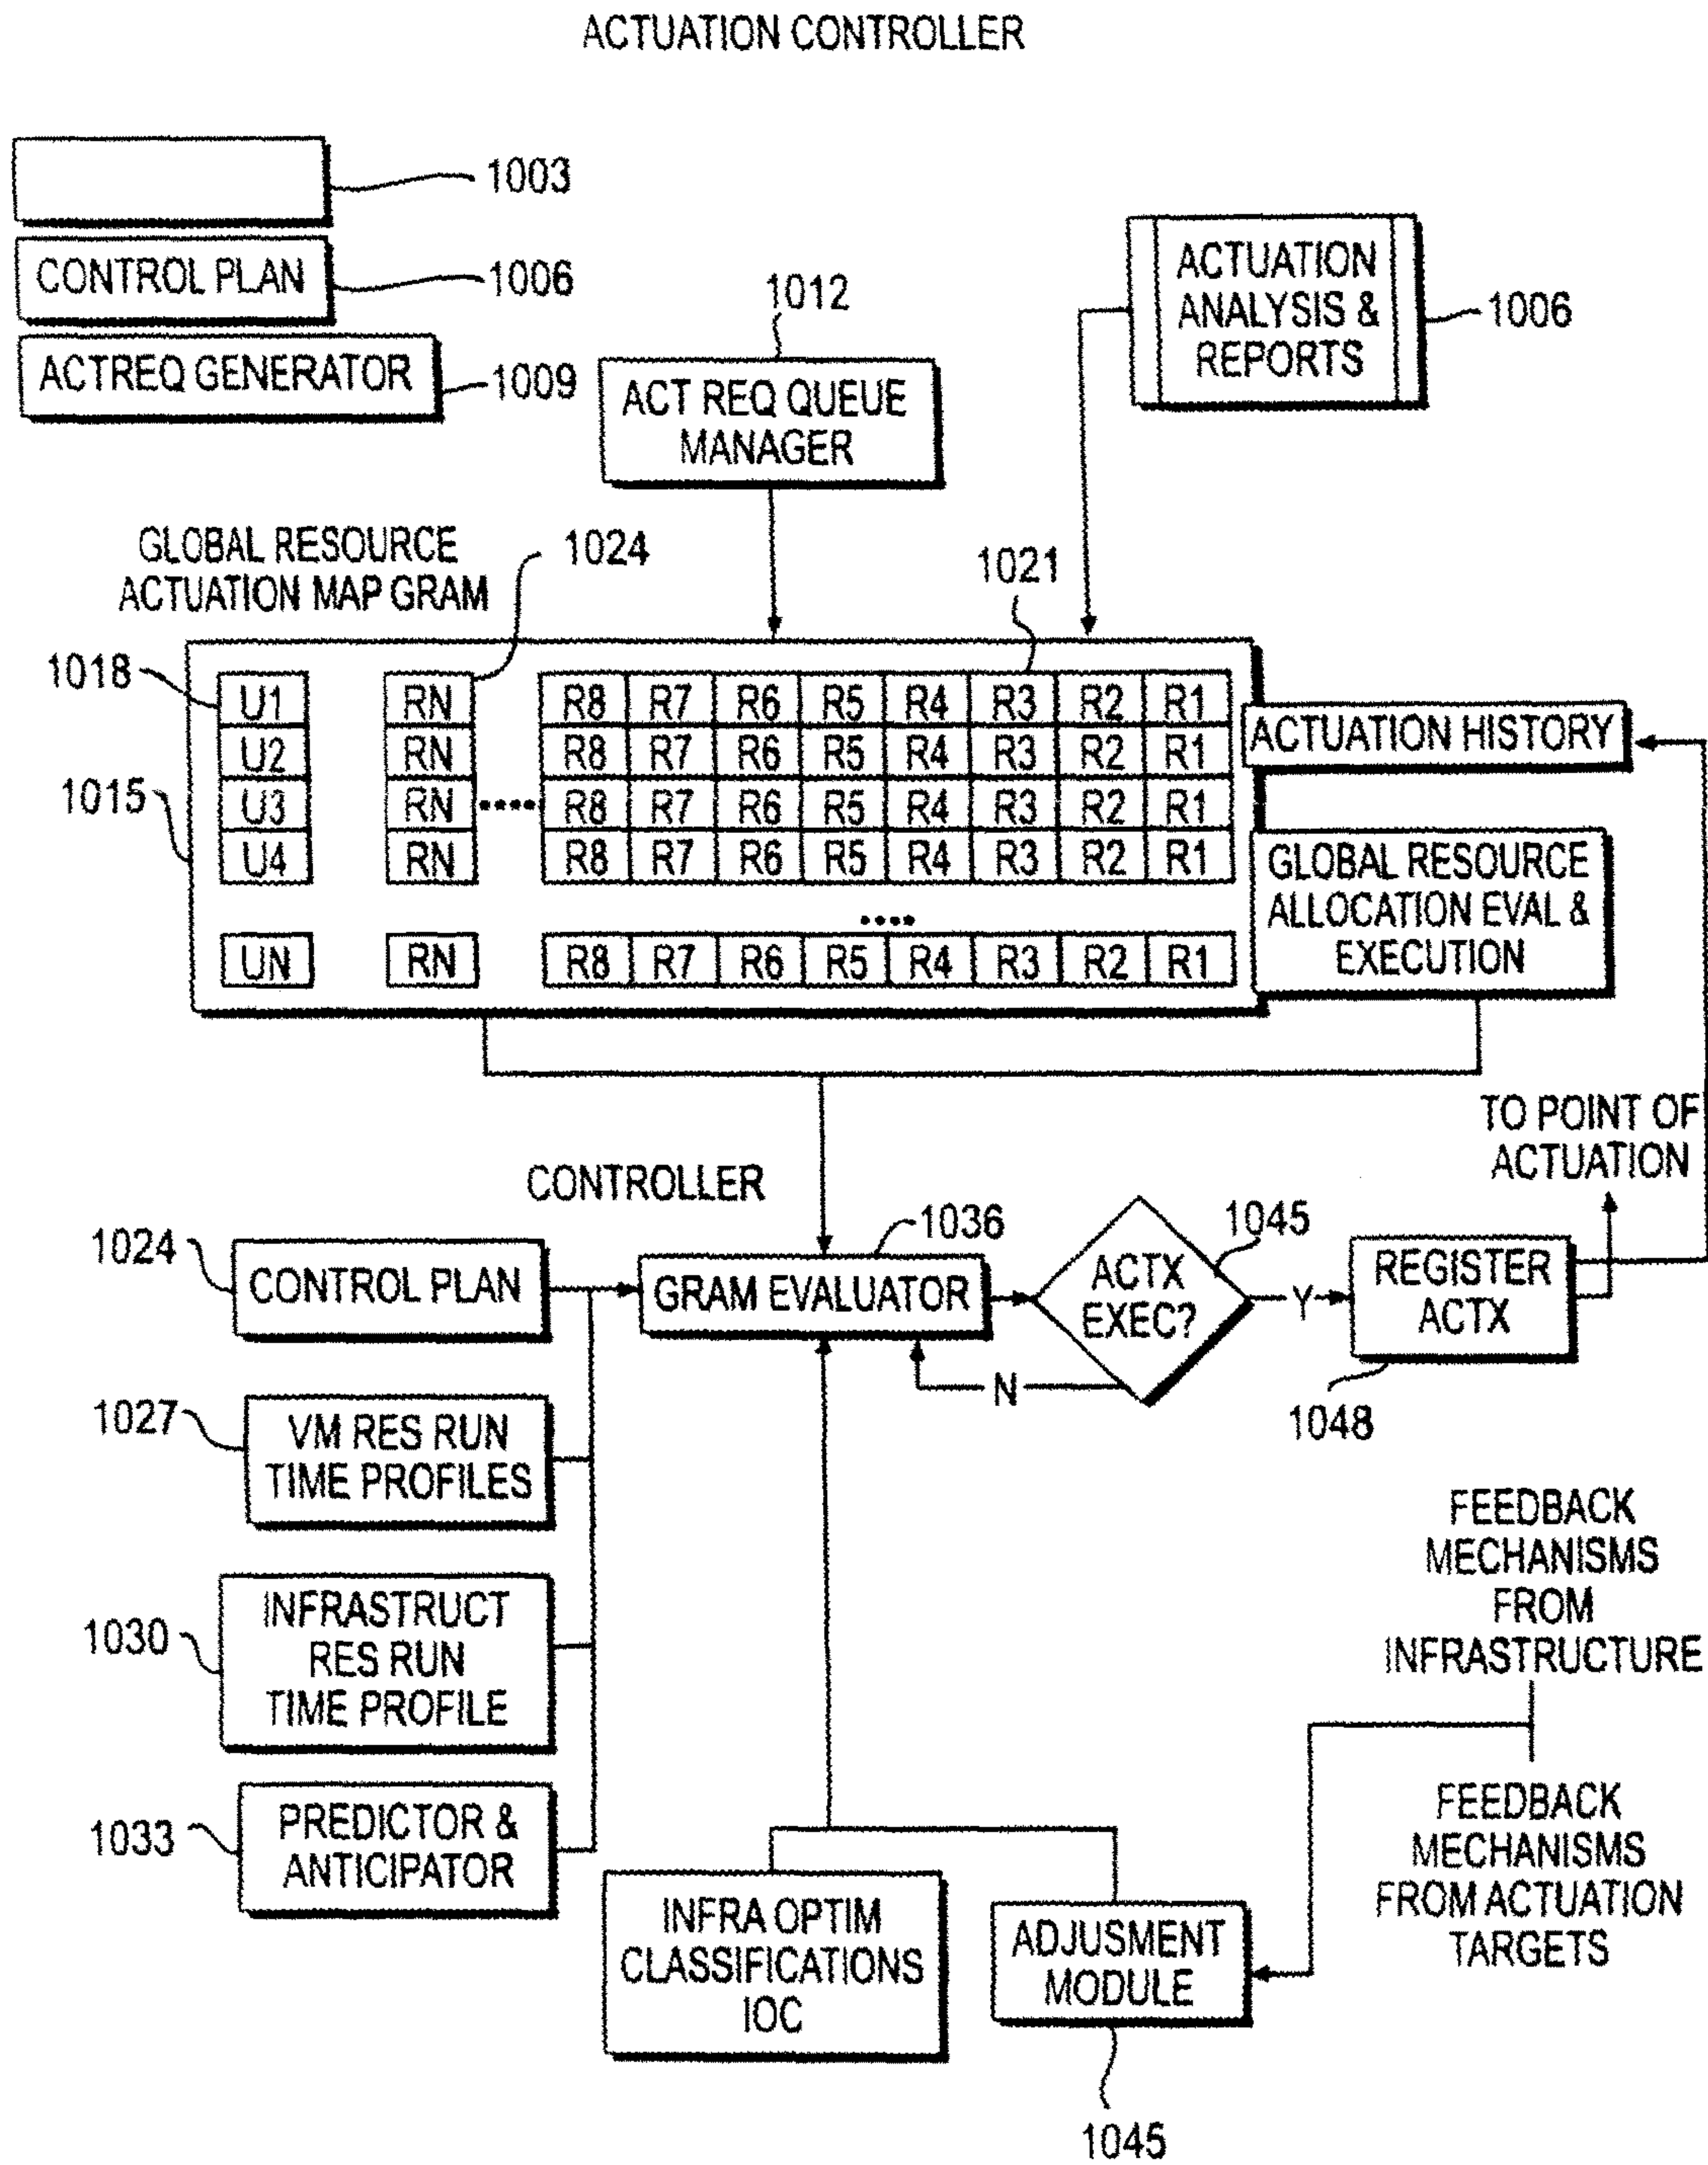 ACTUATION CONTROLLER
1003
CONTROL PLAN
1006
ACTREQ GENERATOR
1009
1012
ACT REQ QUEUE
MANAGER
ACTUATION
ANALYSIS &
REPORTS
1006
GLOBAL RESOURCE
ACTUATION MAP GRAM
1024
1021
1018
1015
U1 RN R8 R7 R6 R5 R4 R3 R2 R1
U2 RN R8 R7 R6 R5 R4 R3 R2 R1
U3 RN ..... R8 R7 R6 R5 R4 R3 R2 R1
U4 RN R8 R7 R6 R5 R4 R3 R2 R1
....
UN RN R8 R7 R6 R5 R4 R3 R2 R1
ACTUATION HISTORY
GLOBAL RESOURCE
ALLOCATION EVAL &
EXECUTION
TO POINT OF
ACTUATION
CONTROLLER
1024
CONTROL PLAN
1036
GRAM EVALUATOR
1045
ACTX
EXEC?
Y
N
REGISTER
ACTX
1048
1027
VM RES RUN
TIME PROFILES
1030
INFRASTRUCT
RES RUN
TIME PROFILE
1033
PREDICTOR &
ANTICIPATOR
INFRA OPTIM
CLASSIFICATIONS
IOC
ADJUSMENT
MODULE
1045
FEEDBACK
MECHANISMS
FROM
INFRASTRUCTURE
FEEDBACK
MECHANISMS
FROM ACTUATION
TARGETS